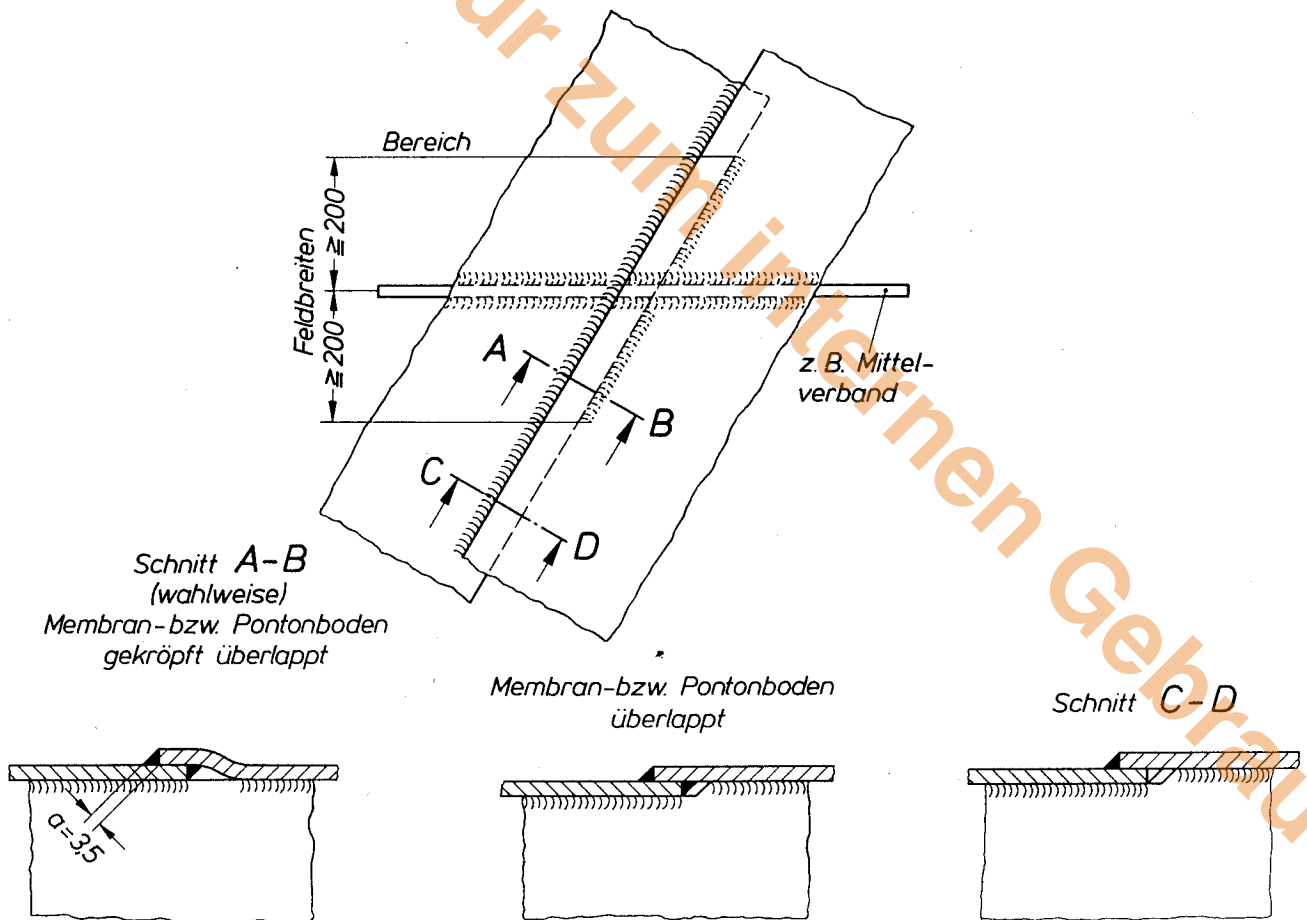 ur zum internen Gebrau
Bereich
Feldbreiten
≧200
≧200
A
B
C
D
z.B. Mittel-
verband
Schnitt A-B
(wahlweise)
Membran-bzw. Pontonboden
gekröpft überlappt
Membran-bzw. Pontonboden
überlappt
Schnitt C-D
a=3,5